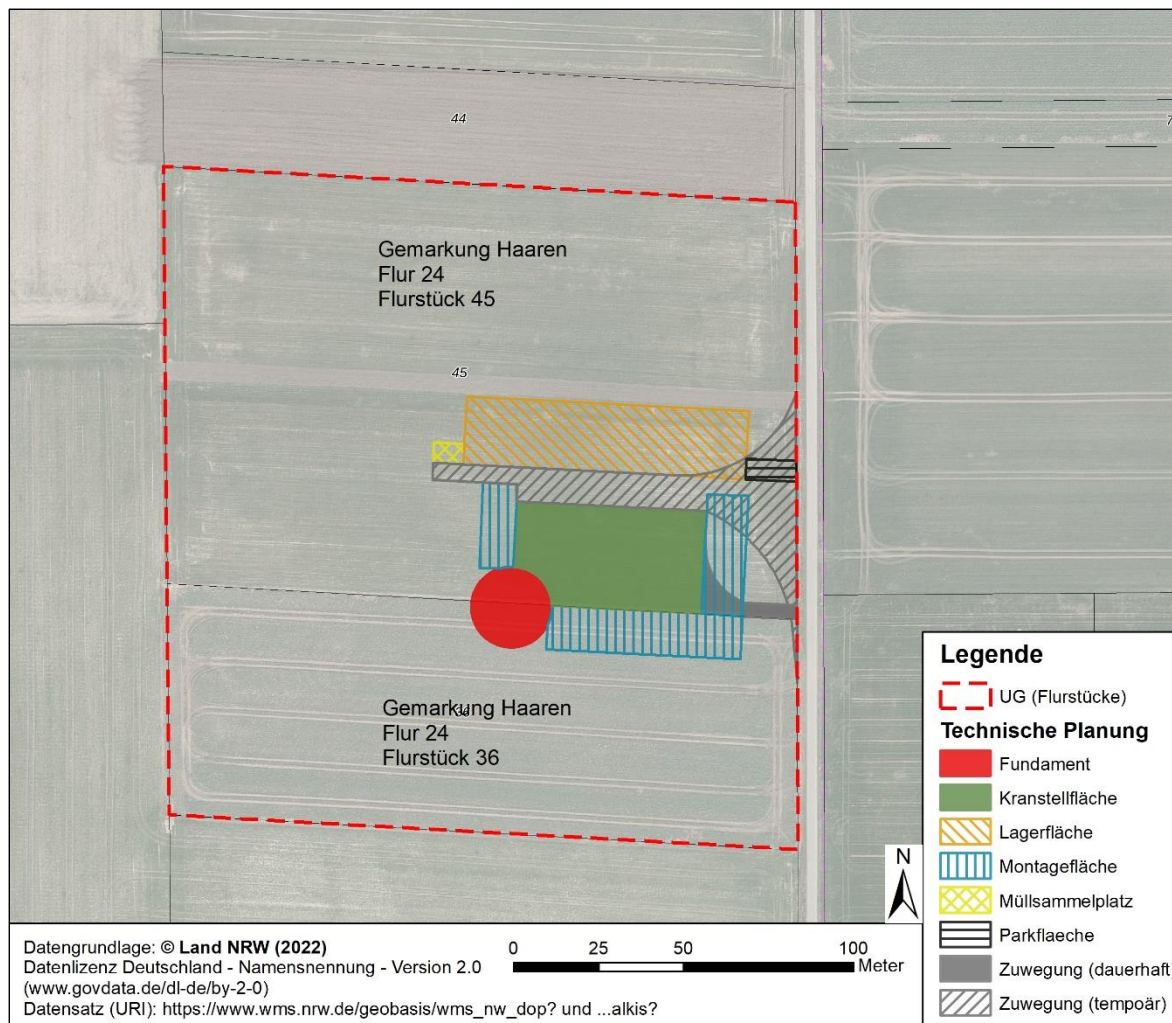 44
Gemarkung Haaren
Flur 24
Flurstück 45
45
Gemarkung Haaren
Flur 24
Flurstück 36
N
Legende
UG (Flurstücke)
Technische Planung
Fundament
Kranstellfläche
Lagerfläche
Montagefläche
Müllsammelplatz
Parkflaeche
Zuwegung (dauerhaft)
Zuwegung (tempoär)
Datengrundlage: © Land NRW (2022)
Datenlizenz Deutschland - Namensnennung - Version 2.0
(www.govdata.de/dl-de/by-2-0)
Datensatz (URI): https://www.wms.nrw.de/geobasis/wms_nw_dop? und ...alkis?
0 25 50 100
Meter